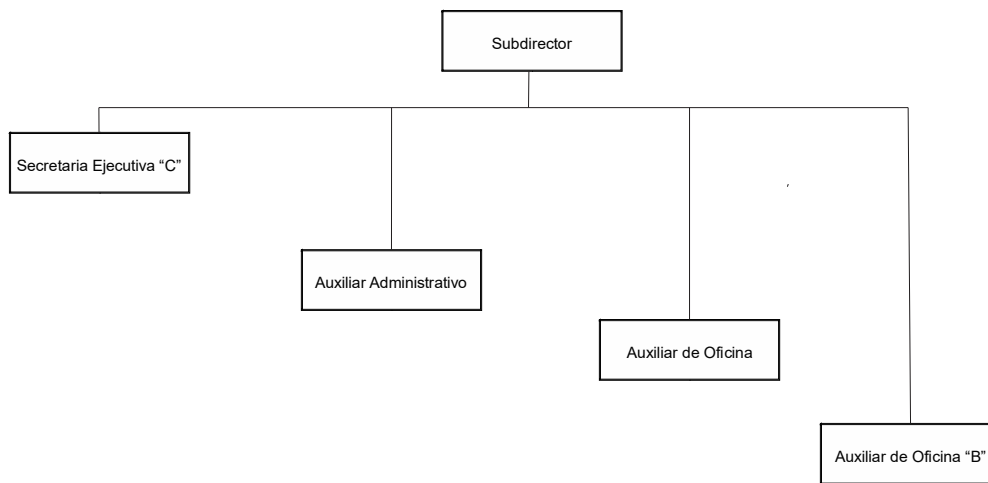 Subdirector
Secretaria Ejecutiva “C”
Auxiliar Administrativo
Auxiliar de Oficina
Auxiliar de Oficina “B”